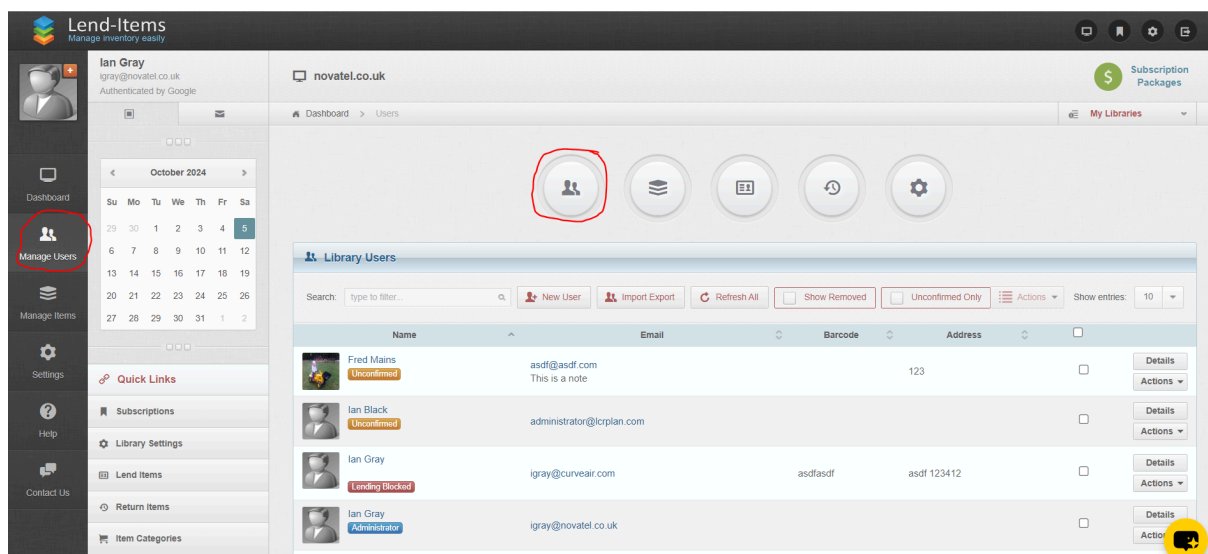 Lend-Items
Manage inventory easily
Ian Gray
igray@novatel.co.uk
Authenticated by Google
novatel.co.uk
$
Subscription
Packages
Dashboard > Users
My Libraries
Dashboard
Manage Users
Manage Items
Settings
Help
Contact Us
< October 2024 >
Su Mo Tu We Th Fr Sa
29 30 1 2 3 4 5
6 7 8 9 10 11 12
13 14 15 16 17 18 19
20 21 22 23 24 25 26
27 28 29 30 31 1 2
Quick Links
Subscriptions
Library Settings
Lend Items
Return Items
Item Categories
Library Users
Search: type to filter... New User Import Export Refresh All Show Removed Unconfirmed Only Actions Show entries: 10
Name Email Barcode Address
Fred Mains
Unconfirmed
asdf@asdf.com
This is a note
123
Details
Actions
Ian Black
Unconfirmed
administrator@lcrplan.com
Details
Actions
Ian Gray
Lending Blocked
igray@curveair.com
asdfasdf
asdf 123412
Details
Actions
Ian Gray
Administrator
igray@novatel.co.uk
Details